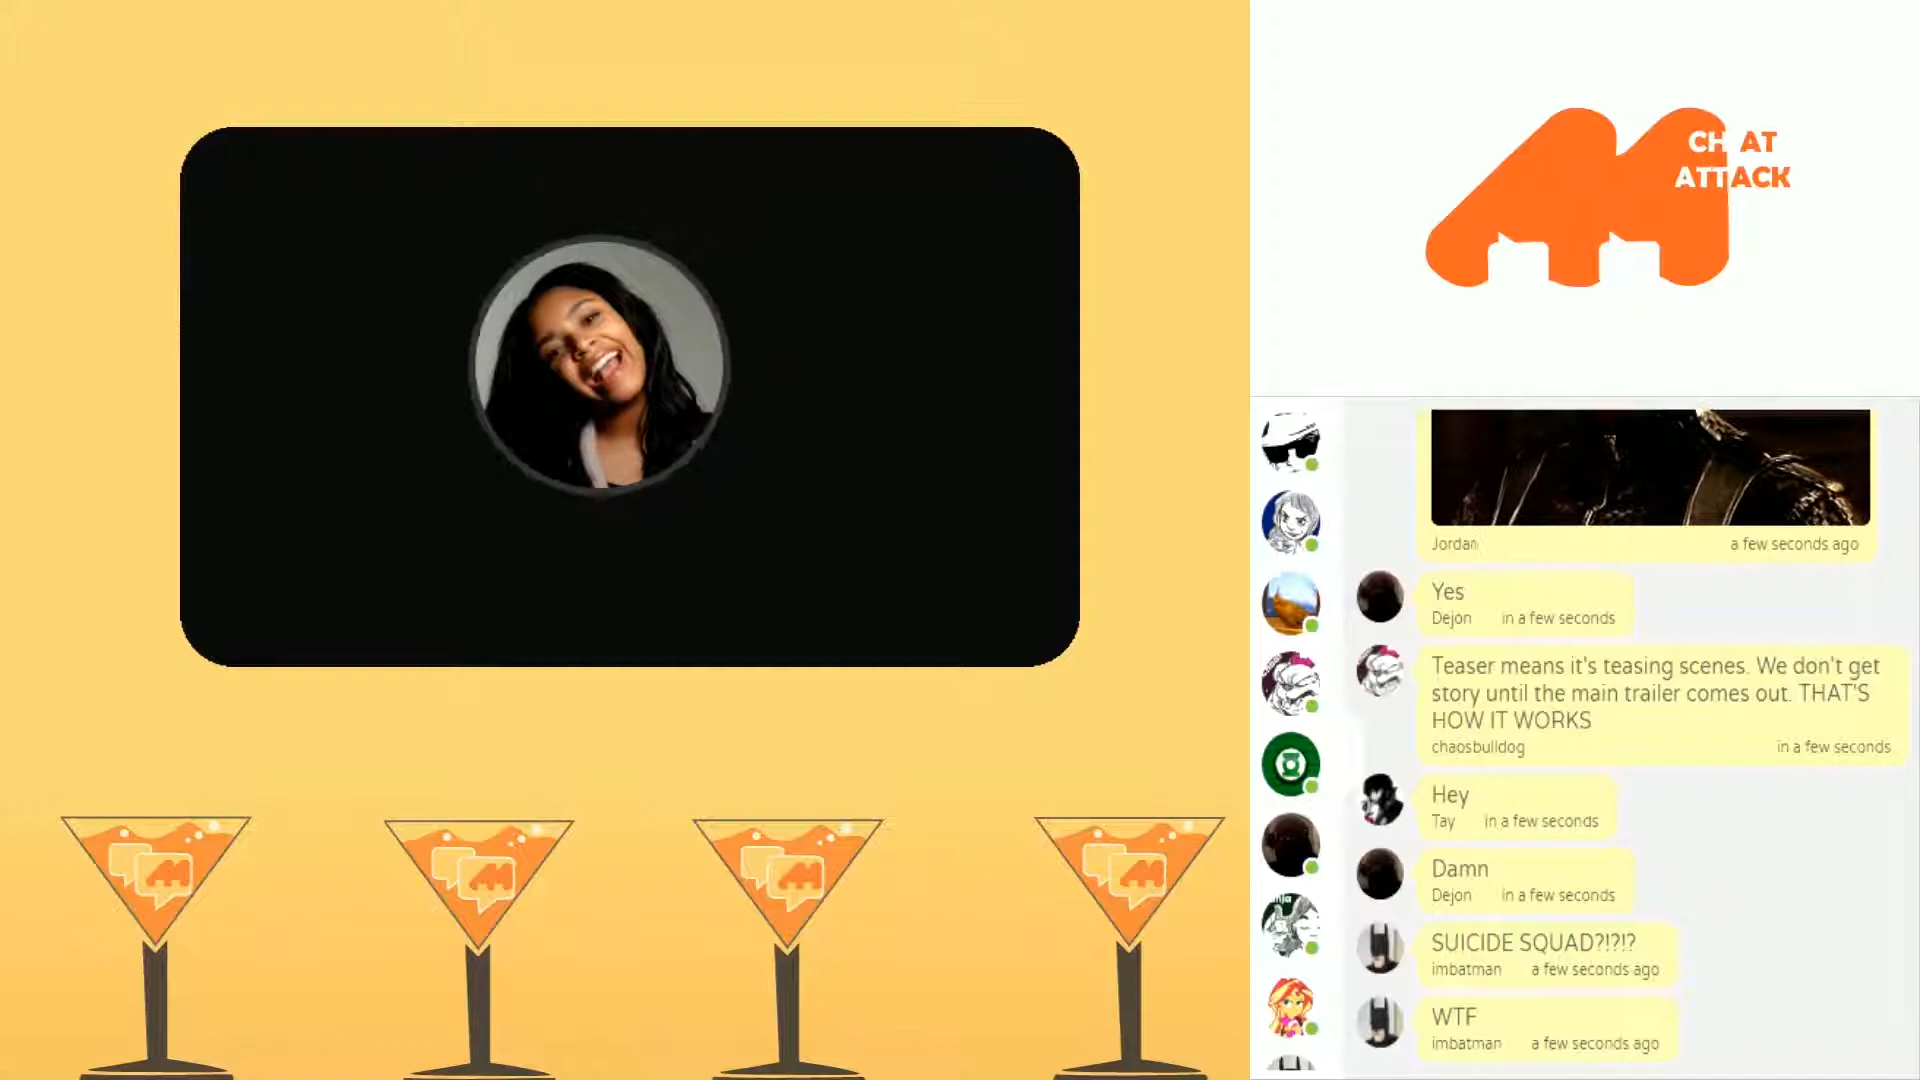 CHAT
ATTACK
Jordan a few seconds ago
Yes
Dejon in a few seconds
Teaser means it's teasing scenes. We don't get
story until the main trailer comes out. THAT'S
HOW IT WORKS
chaosbulldog in a few seconds
Hey
Tay in a few seconds
Damn
Dejon in a few seconds
SUICIDE SQUAD?!?!?
imbatman a few seconds ago
WTF
imbatman a few seconds ago